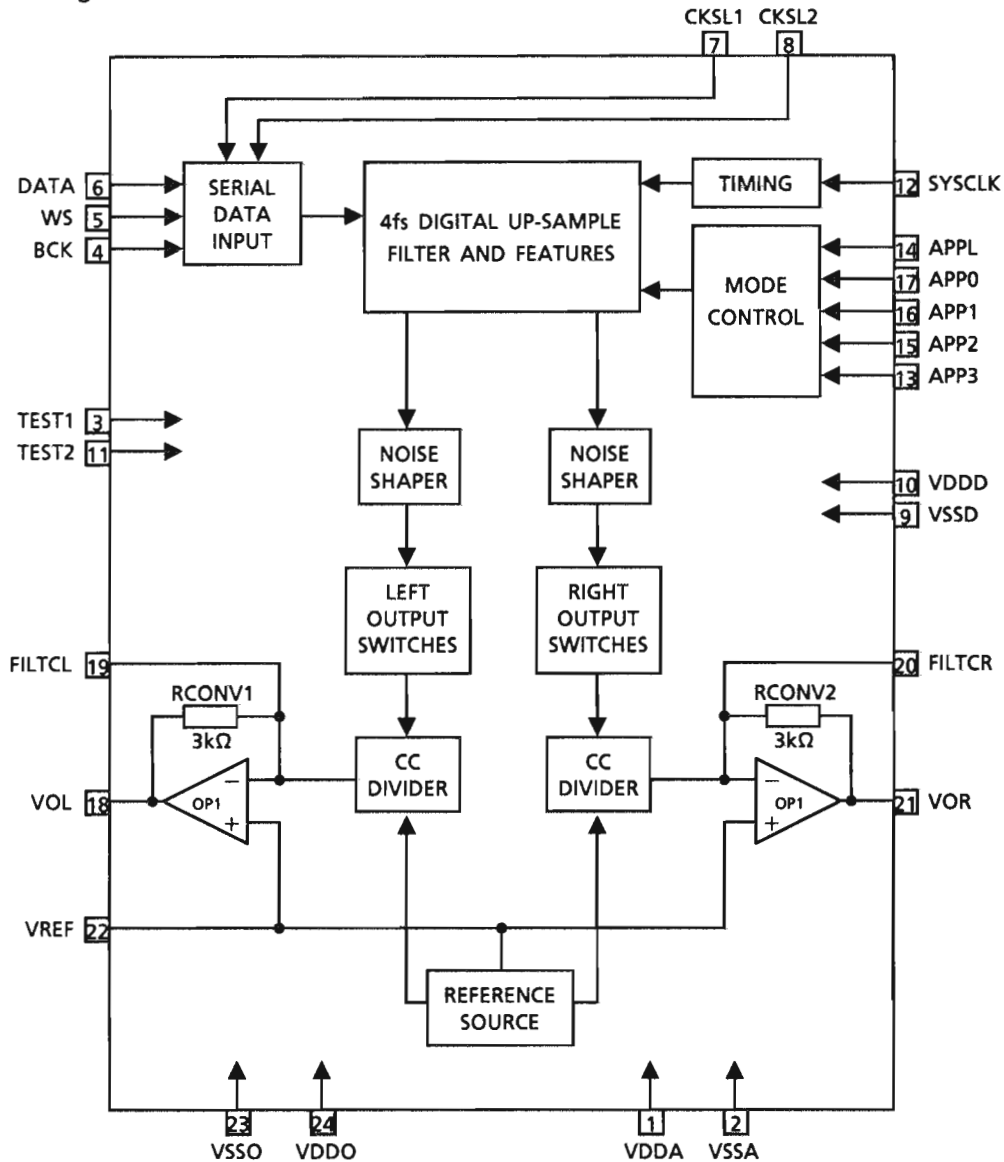 CKSL1 CKSL2
7 8
DATA 6
WS 5
BCK 4
SERIAL
DATA
INPUT
4fs DIGITAL UP-SAMPLE
FILTER AND FEATURES
TIMING
12 SYSCLK
MODE
CONTROL
14 APPL
17 APP0
16 APP1
15 APP2
13 APP3
TEST1 3
TEST2 11
NOISE
SHAPER
NOISE
SHAPER
10 VDDD
9 VSSD
LEFT
OUTPUT
SWITCHES
RIGHT
OUTPUT
SWITCHES
FILTCL 19
20 FILTCR
RCONV1
3kΩ
RCONV2
3kΩ
CC
DIVIDER
CC
DIVIDER
VOL 18
OP1
−
+
OP1
−
+
21 VOR
VREF 22
REFERENCE
SOURCE
23 24 1 2
VSSO VDDO VDDA VSSA